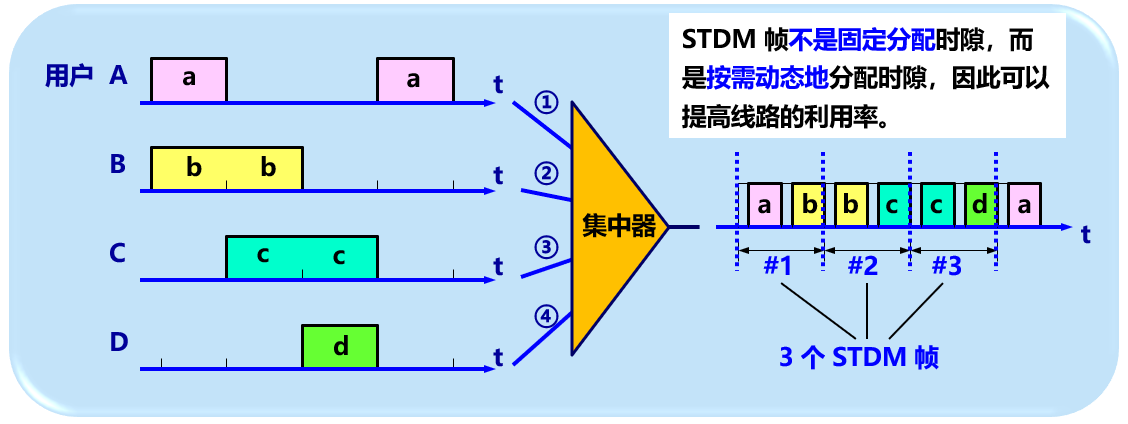 STDM 帧不是固定分配时隙，而
是按需动态地分配时隙，因此可以
提高线路的利用率。
用户 A a a t
①
B b b t
②
C c c t
③
D d t
④
集中器
a b b c c d a t
#1 #2 #3
3 个 STDM 帧